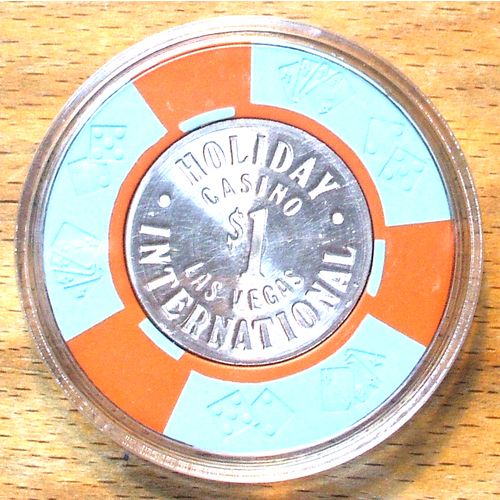 HOLIDAY
CASINO
$1
LAS VEGAS
INTERNATIONAL